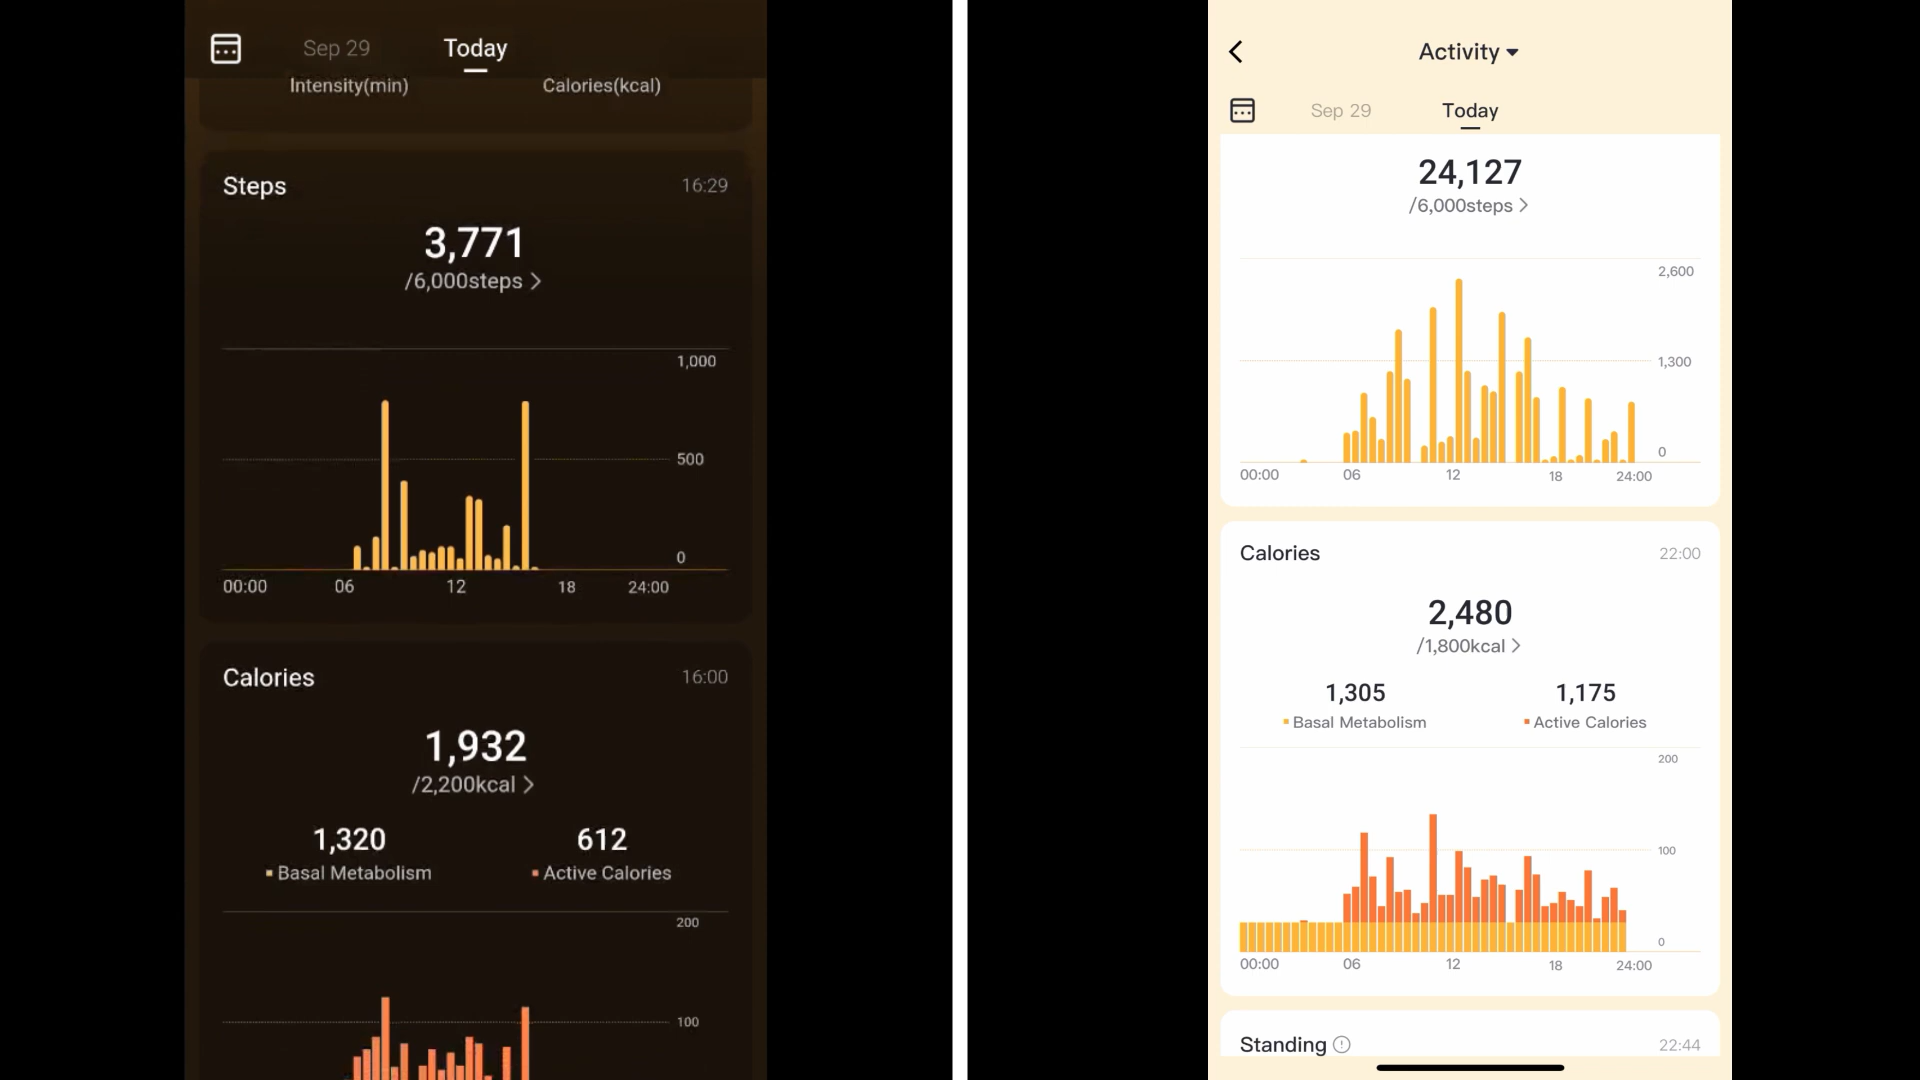 Sep 29 Today
Intensity(min) Calories(kcal)
Steps 16:29
3,771
/6,000steps
1,000
500
0
00:00 06 12 18 24:00
Calories 16:00
1,932
/2,200kcal
1,320 612
Basal Metabolism Active Calories
200
100
Activity
Sep 29 Today
24,127
/6,000steps
2,600
1,300
0
00:00 06 12 18 24:00
Calories 22:00
2,480
/1,800kcal
1,305 1,175
Basal Metabolism Active Calories
200
100
0
00:00 06 12 18 24:00
Standing 22:44